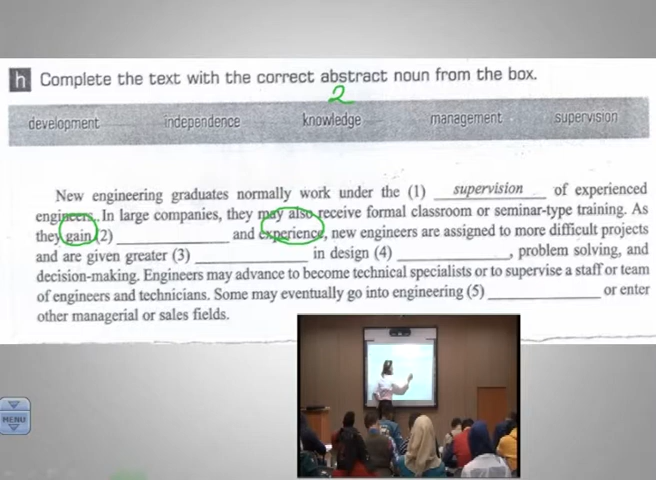 h Complete the text with the correct abstract noun from the box.
2
development independence knowledge management supervision
New engineering graduates normally work under the (1) supervision of experienced
engineers. In large companies, they may also receive formal classroom or seminar-type training. As
they gain (2) ____________ and experience, new engineers are assigned to more difficult projects
and are given greater (3) ____________ in design (4) ____________, problem solving, and
decision-making. Engineers may advance to become technical specialists or to supervise a staff or team
of engineers and technicians. Some may eventually go into engineering (5) ____________ or enter
other managerial or sales fields.
MENU